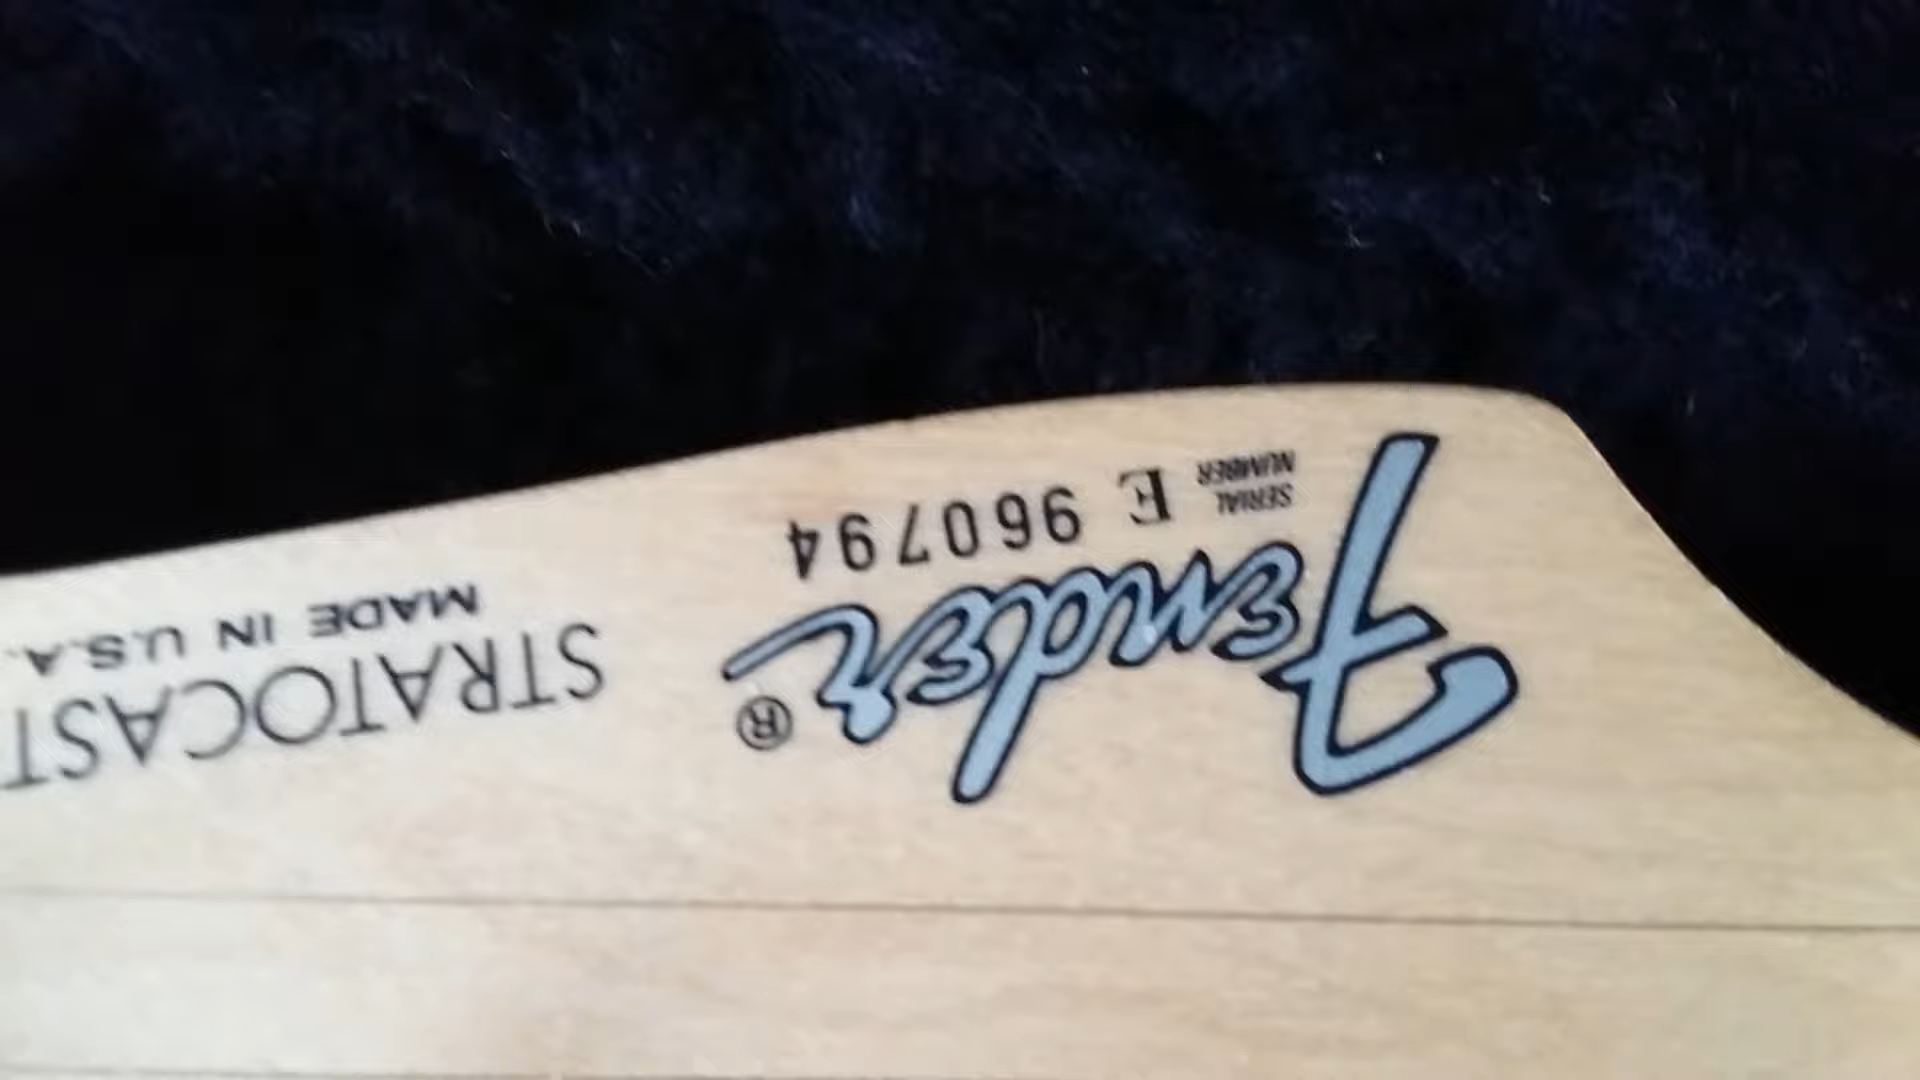 Fender®
SERIAL
NUMBER E 960794
STRATOCAST
MADE IN U.S.A.